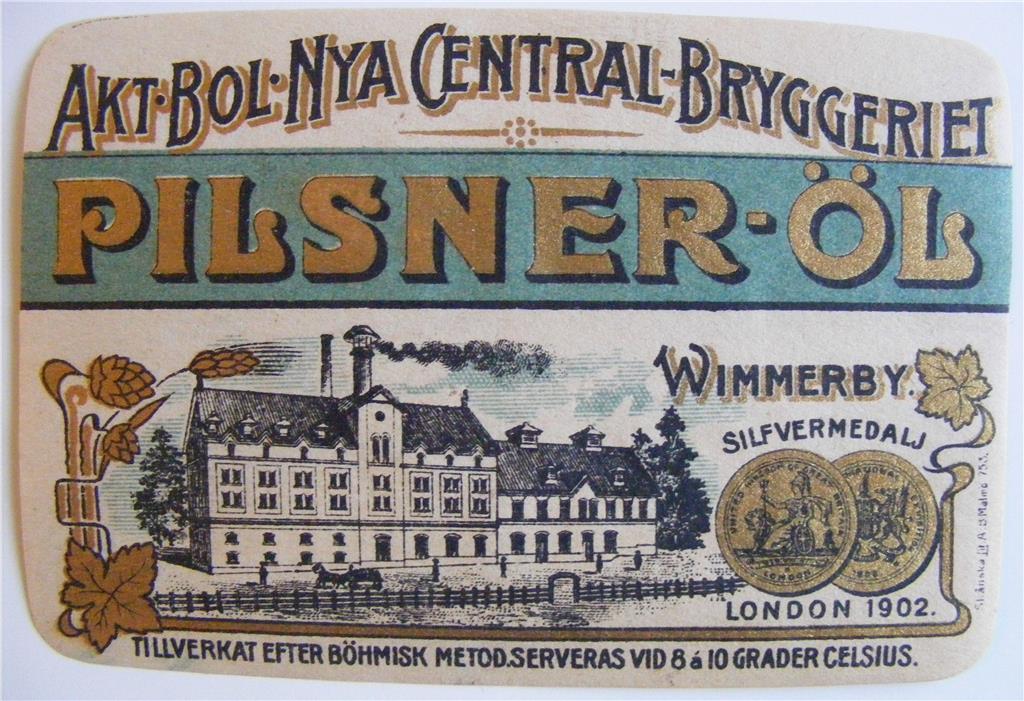 AKT·BOL·NYA CENTRAL-BRYGGERIET
PILSNER-ÖL
WIMMERBY.
SILFVERMEDALJ
LONDON
LONDON 1902.
TILLVERKAT EFTER BÖHMISK METOD. SERVERAS VID 8 á 10 GRADER CELSIUS.